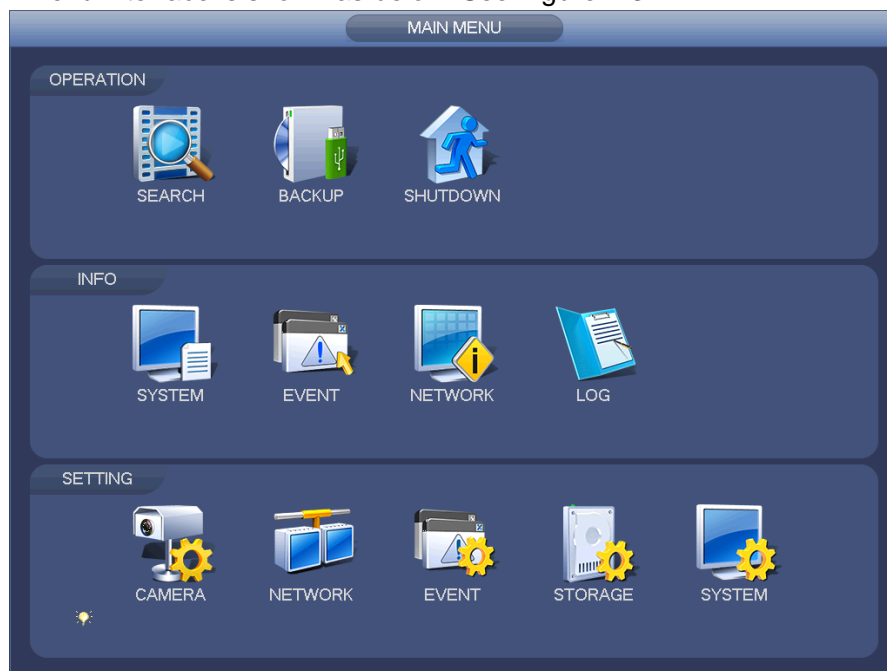 MAIN MENU
OPERATION
SEARCH BACKUP SHUTDOWN
INFO
SYSTEM EVENT NETWORK LOG
SETTING
CAMERA NETWORK EVENT STORAGE SYSTEM